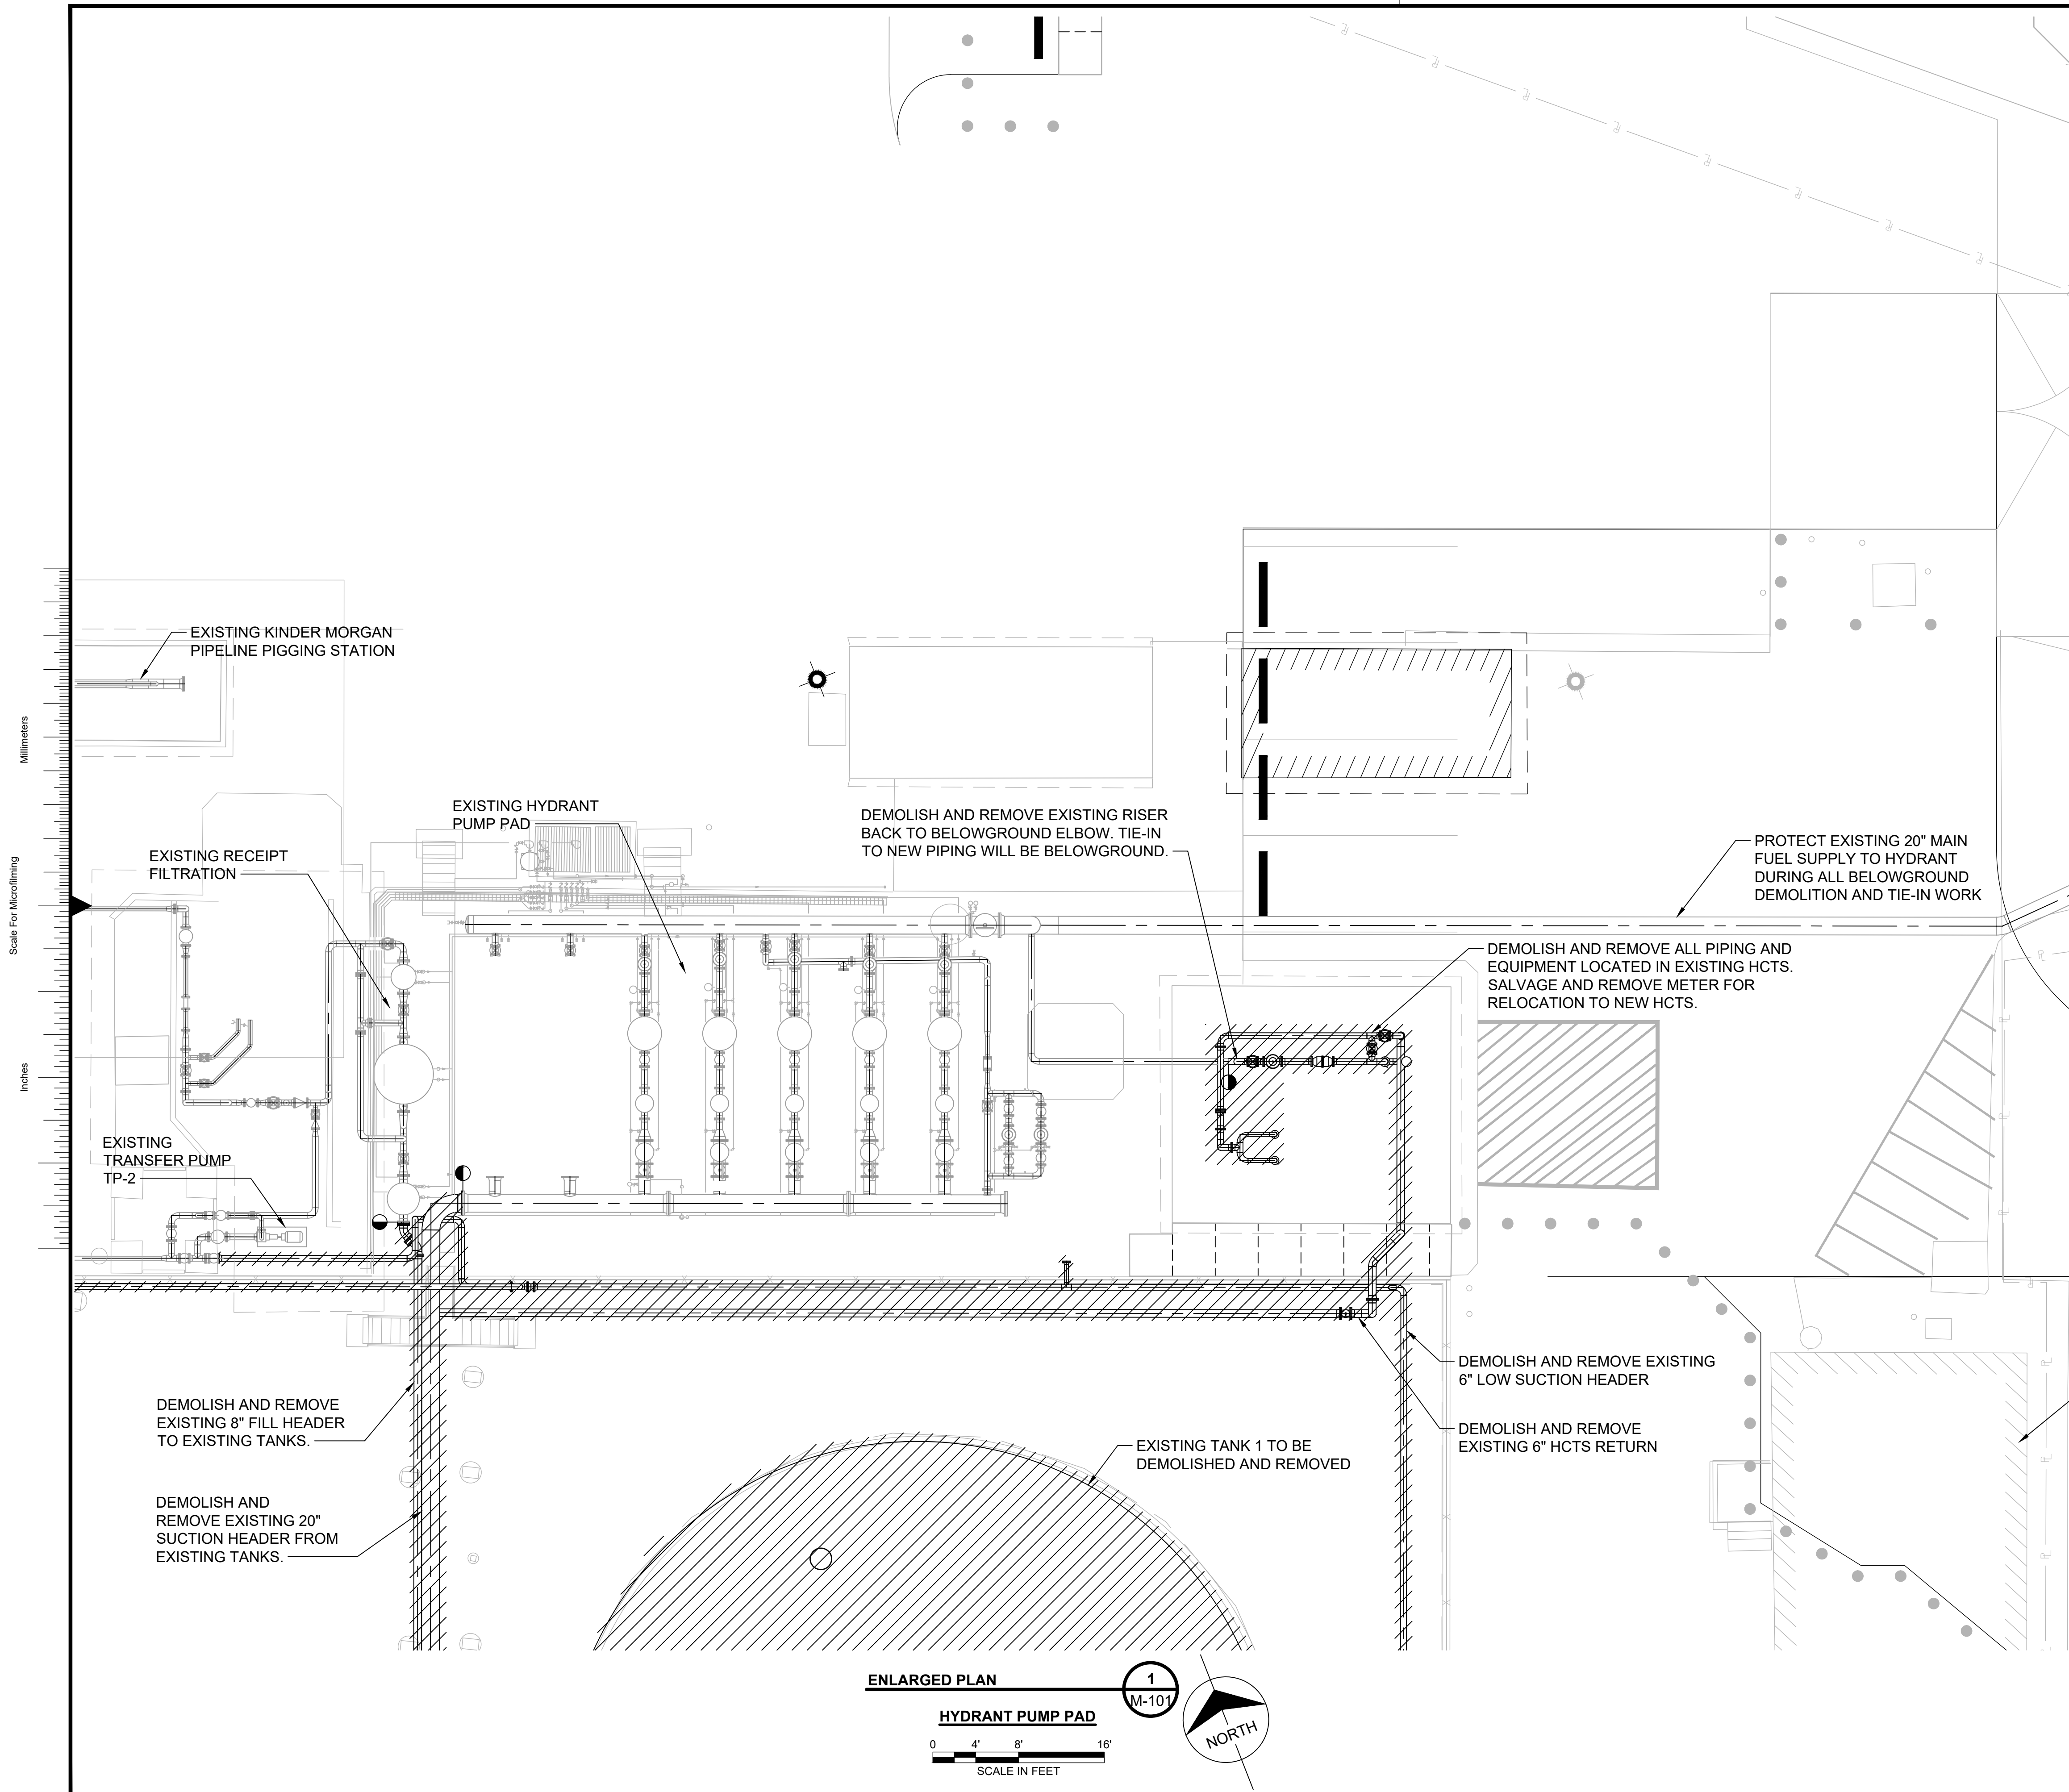 EXISTING KINDER MORGAN
PIPELINE PIGGING STATION
Millimeters
EXISTING HYDRANT
PUMP PAD
DEMOLISH AND REMOVE EXISTING RISER
BACK TO BELOWGROUND ELBOW. TIE-IN
TO NEW PIPING WILL BE BELOWGROUND.
PROTECT EXISTING 20" MAIN
FUEL SUPPLY TO HYDRANT
DURING ALL BELOWGROUND
DEMOLITION AND TIE-IN WORK
EXISTING RECEIPT
FILTRATION
Scale For Microfilming
DEMOLISH AND REMOVE ALL PIPING AND
EQUIPMENT LOCATED IN EXISTING HCTS.
SALVAGE AND REMOVE METER FOR
RELOCATION TO NEW HCTS.
Inches
EXISTING
TRANSFER PUMP
TP-2
DEMOLISH AND REMOVE EXISTING
6" LOW SUCTION HEADER
DEMOLISH AND REMOVE
EXISTING 8" FILL HEADER
TO EXISTING TANKS.
DEMOLISH AND REMOVE
EXISTING 6" HCTS RETURN
EXISTING TANK 1 TO BE
DEMOLISHED AND REMOVED
DEMOLISH AND
REMOVE EXISTING 20"
SUCTION HEADER FROM
EXISTING TANKS.
ENLARGED PLAN
1
M-101
HYDRANT PUMP PAD
NORTH
0 4' 8' 16'
SCALE IN FEET